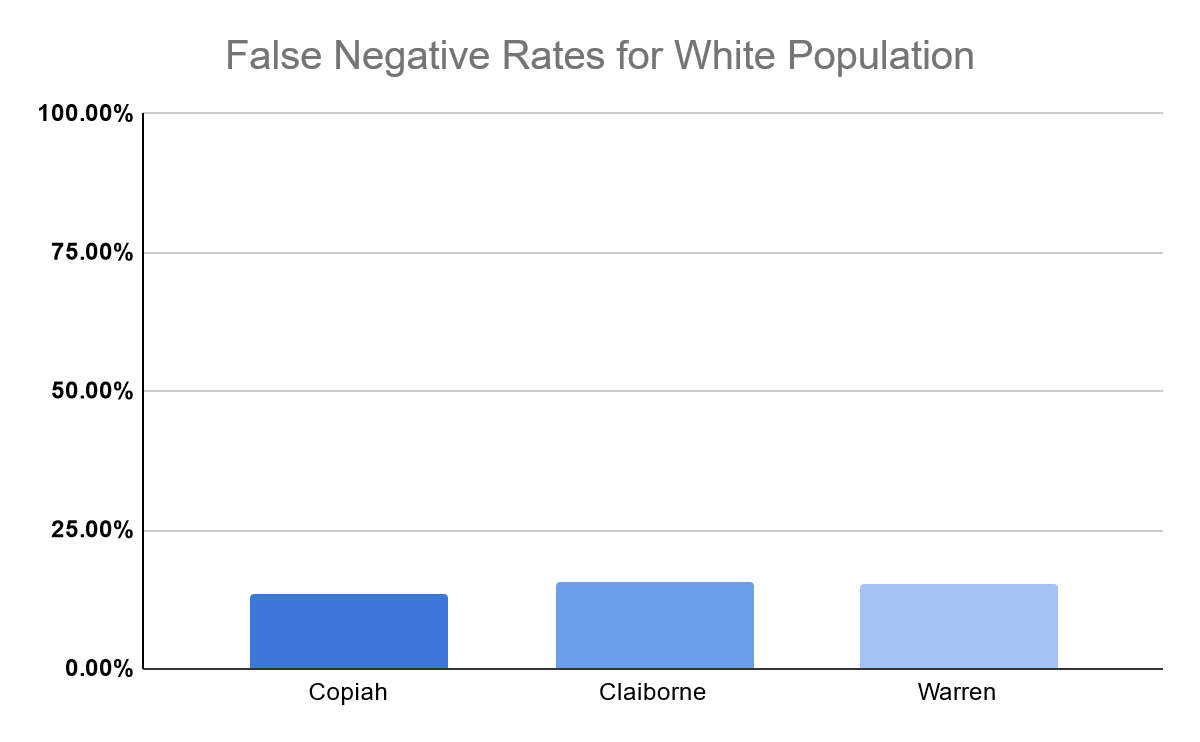 False Negative Rates for White Population
100.00%
75.00%
50.00%
25.00%
0.00%
Copiah
Claiborne
Warren